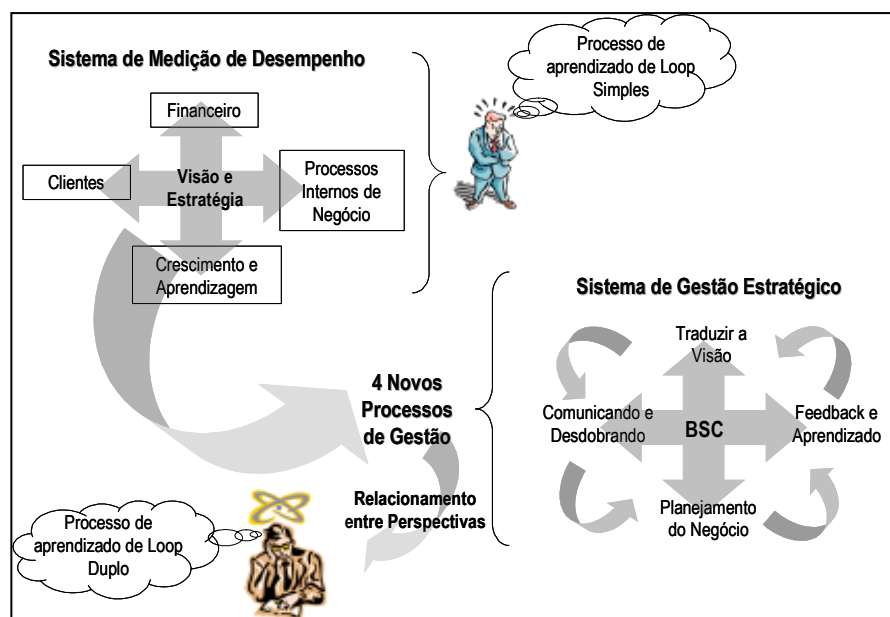 Sistema de Medição de Desempenho
Financeiro
Clientes
Visão e
Estratégia
Processos
Internos de
Negócio
Crescimento e
Aprendizagem
Processo de
aprendizado de Loop
Simples
4 Novos
Processos
de Gestão
Relacionamento
entre Perspectivas
Processo de
aprendizado de Loop
Duplo
Sistema de Gestão Estratégico
Traduzir a
Visão
Comunicando e
Desdobrando
BSC
Feedback e
Aprendizado
Planejamento
do Negócio